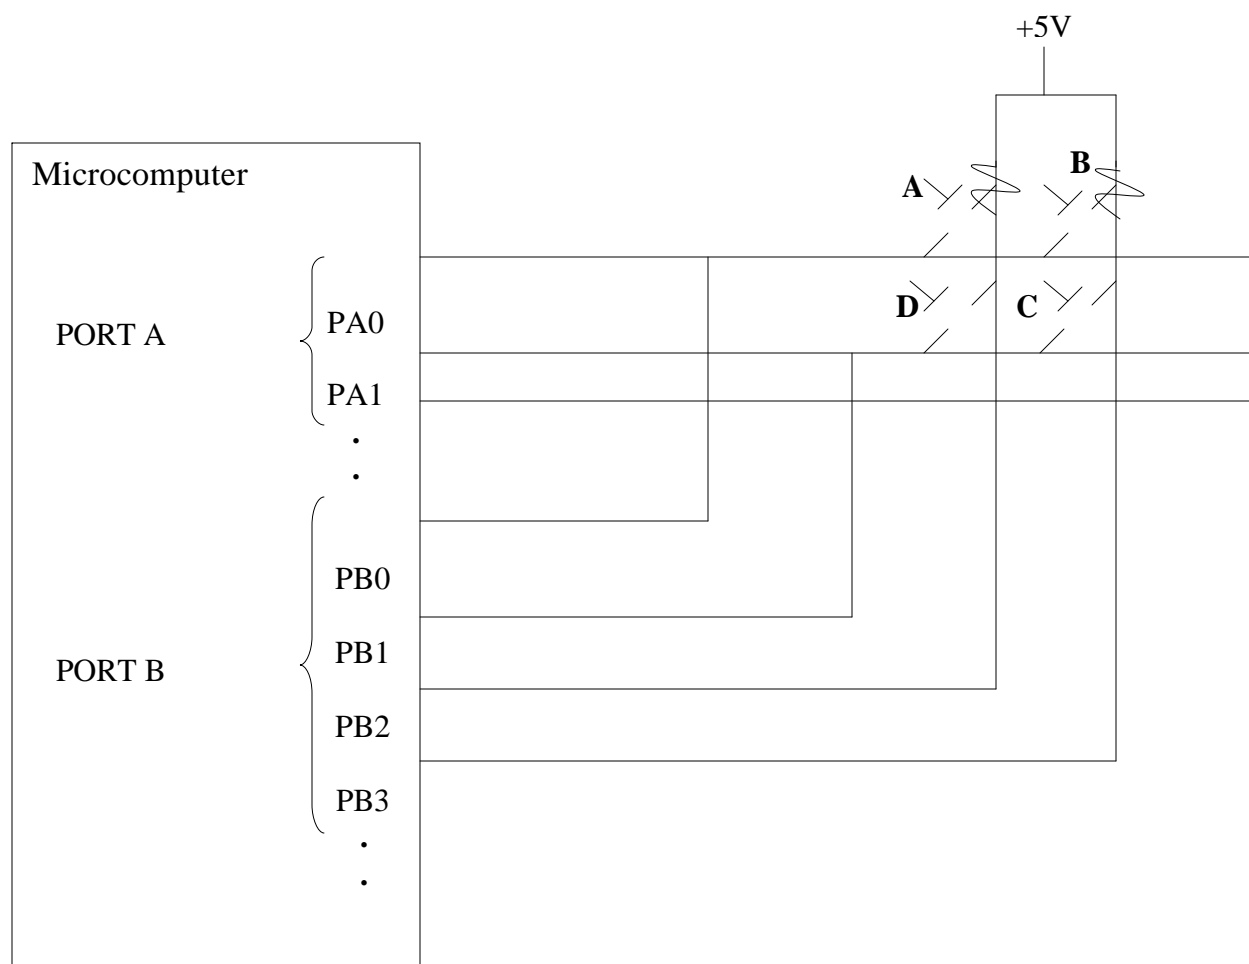 +5V
Microcomputer
A
B
PORT A
PA0
PA1
D
C
PORT B
PB0
PB1
PB2
PB3